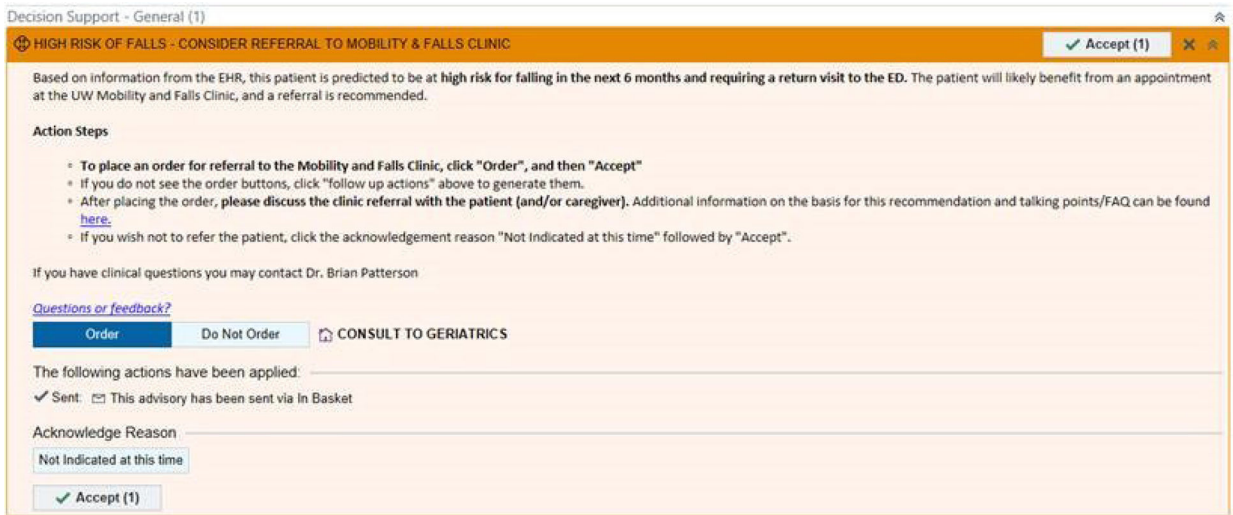 Decision Support - General (1)
HIGH RISK OF FALLS - CONSIDER REFERRAL TO MOBILITY & FALLS CLINIC
Accept (1)
Based on information from the EHR, this patient is predicted to be at high risk for falling in the next 6 months and requiring a return visit to the ED. The patient will likely benefit from an appointment
at the UW Mobility and Falls Clinic, and a referral is recommended.
Action Steps
To place an order for referral to the Mobility and Falls Clinic, click "Order", and then "Accept"
If you do not see the order buttons, click "follow up actions" above to generate them.
After placing the order, please discuss the clinic referral with the patient (and/or caregiver). Additional information on the basis for this recommendation and talking points/FAQ can be found
here.
If you wish not to refer the patient, click the acknowledgement reason "Not Indicated at this time" followed by "Accept".
If you have clinical questions you may contact Dr. Brian Patterson
Questions or feedback?
Order Do Not Order CONSULT TO GERIATRICS
The following actions have been applied:
Sent: This advisory has been sent via In Basket
Acknowledge Reason
Not Indicated at this time
Accept (1)